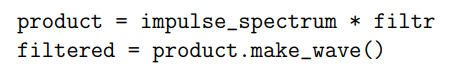 product = impulse_spectrum * filtr
filtered = product.make_wave()